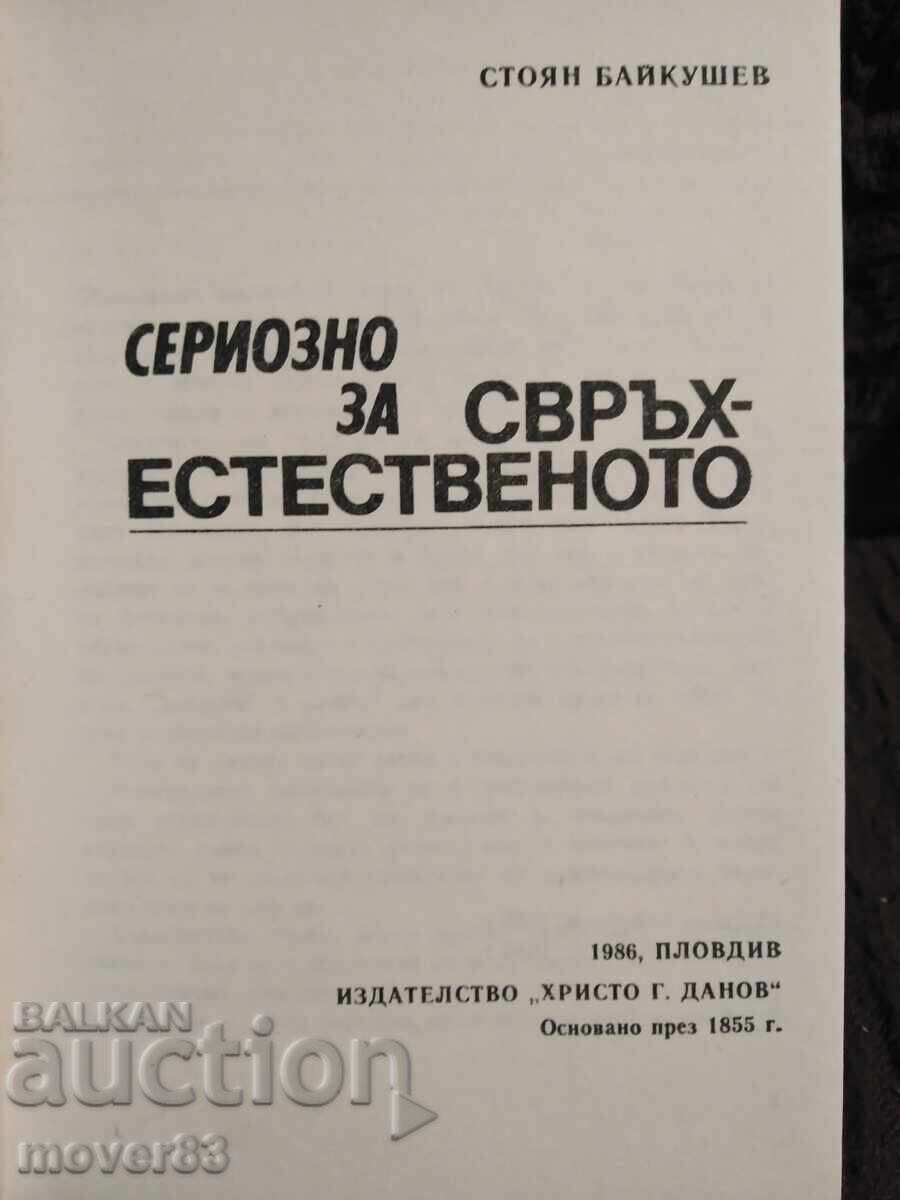 СТОЯН БАЙКУШЕВ
СЕРИОЗНО
ЗА СВРЪХ-
ЕСТЕСТВЕНОТО
1986, ПЛОВДИВ
ИЗДАТЕЛСТВО „ХРИСТО Г. ДАНОВ“
Основано през 1855 г.
BALKAN
auction
mover83